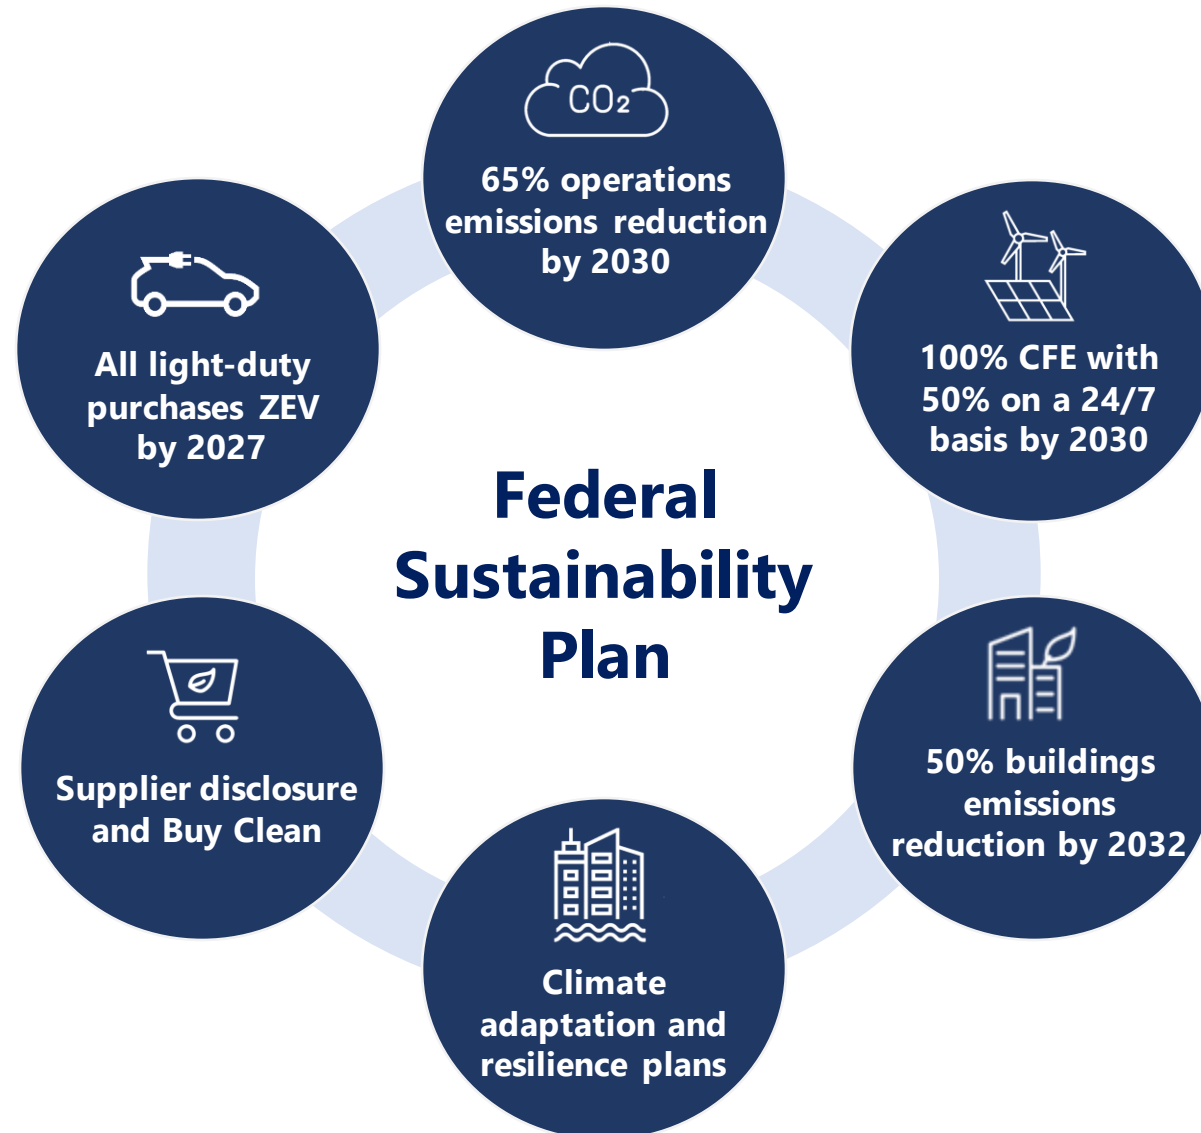 CO₂
65% operations
emissions reduction
by 2030
100% CFE with
50% on a 24/7
basis by 2030
50% buildings
emissions
reduction by 2032
Climate
adaptation and
resilience plans
Supplier disclosure
and Buy Clean
All light-duty
purchases ZEV
by 2027
Federal
Sustainability
Plan